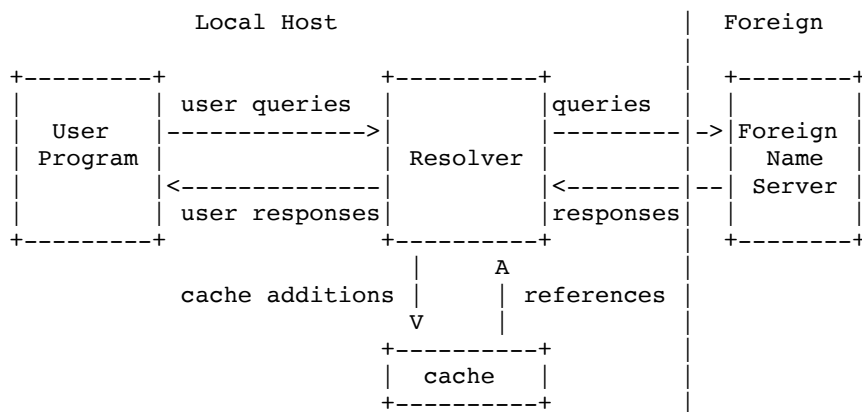 Local Host | Foreign
user queries queries
User Foreign
Program Resolver Name
Server
user responses responses
cache additions references
cache